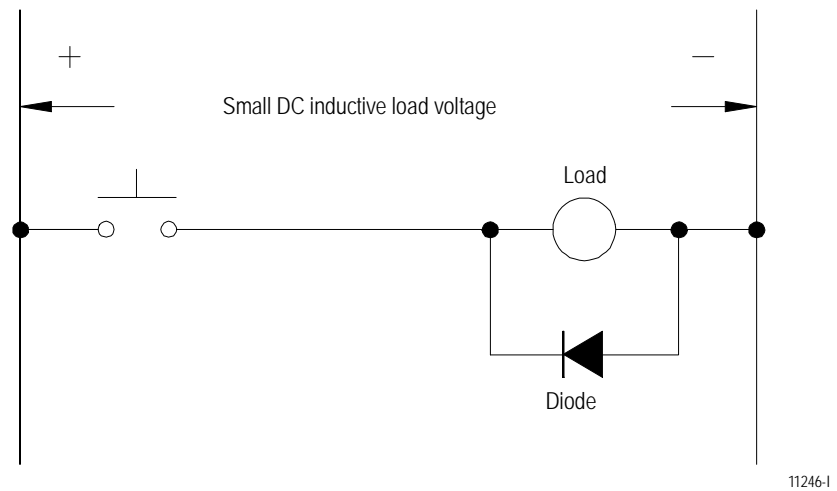 + −
Small DC inductive load voltage
Load
Diode
11246-I